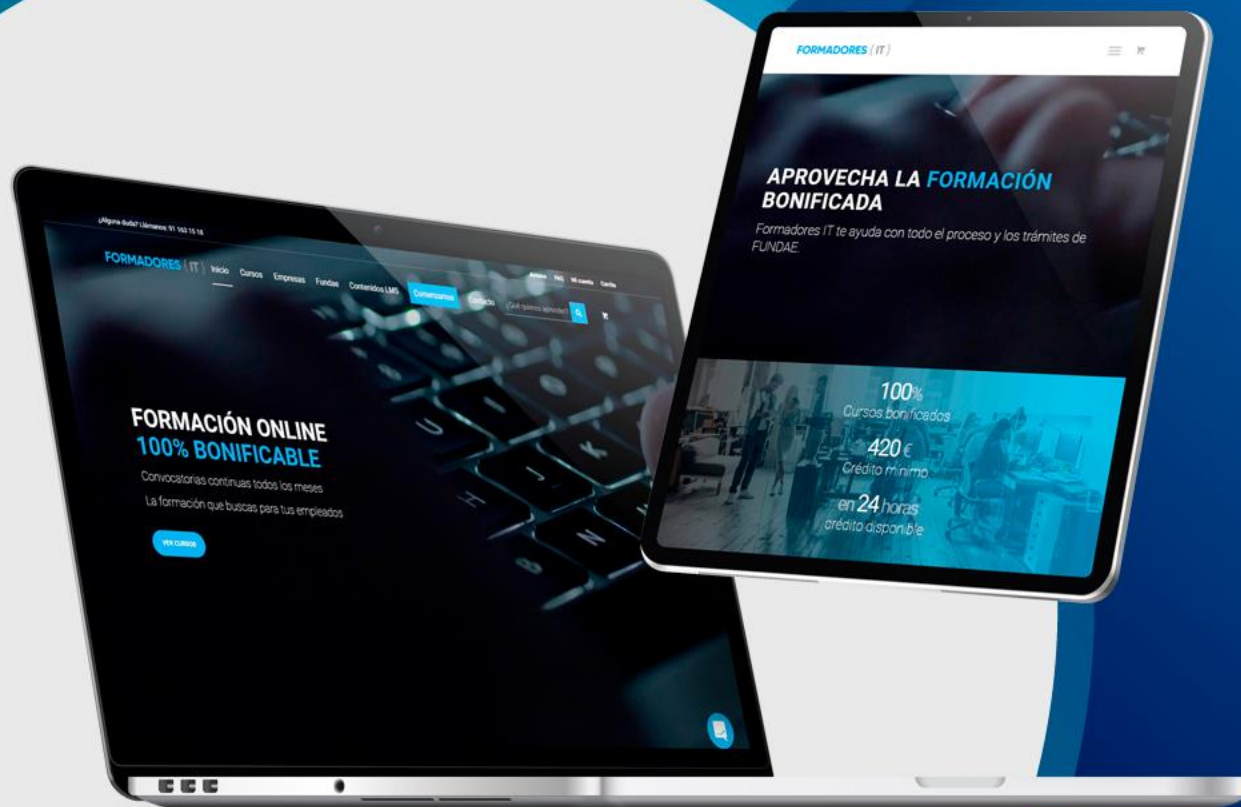 ¿Alguna duda? Llámanos: 91 163 15 16
FAQ Mi cuenta Carrito
FORMADORES { IT } Inicio Cursos Empresas Fundae Contenidos LMS Comenzamos Contacto ¿Qué quieres aprender?
FORMACIÓN ONLINE
100% BONIFICABLE
Convocatorias continuas todos los meses
La formación que buscas para tus empleados
VER CURSOS
FORMADORES { IT }
APROVECHA LA FORMACIÓN
BONIFICADA
Formadores IT te ayuda con todo el proceso y los trámites de
FUNDAE.
100%
Cursos bonificados
420 €
Crédito mínimo
en 24 horas
crédito disponible